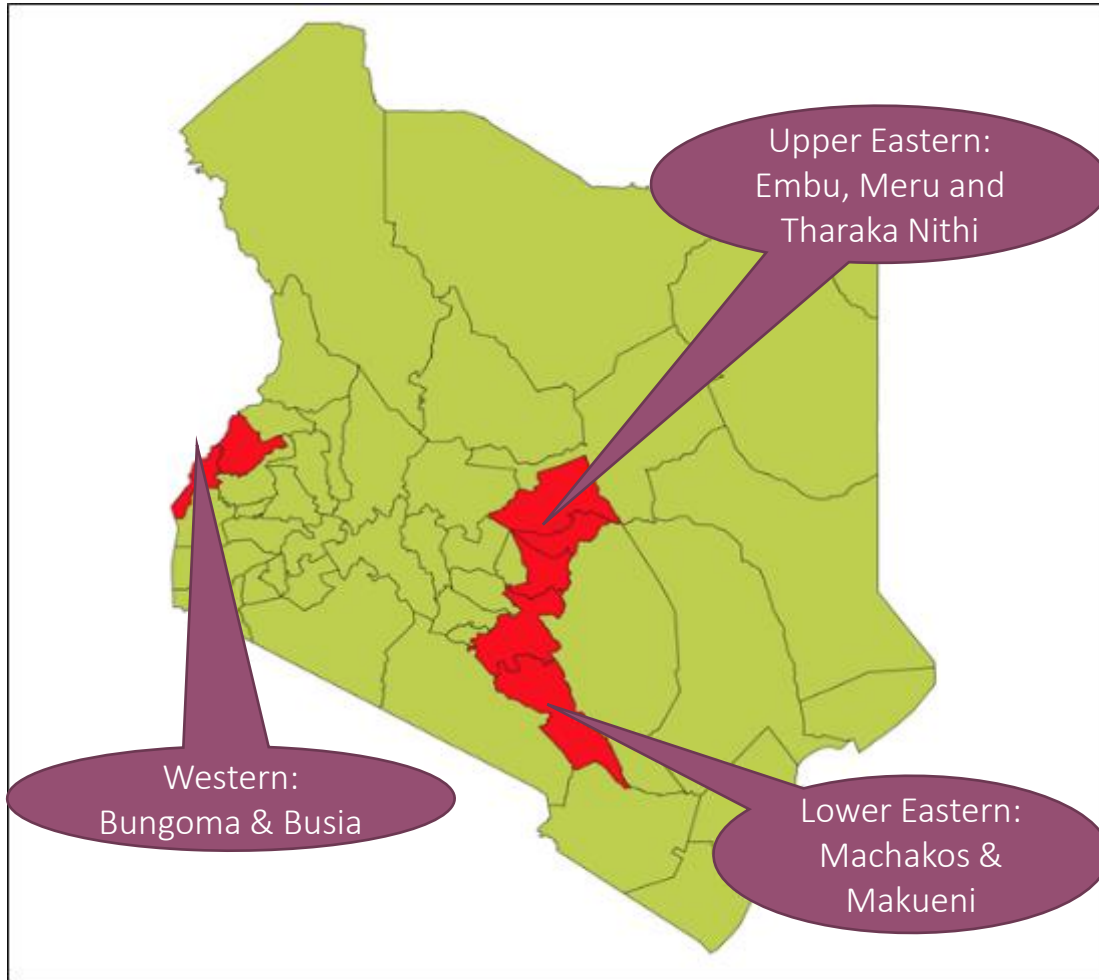 Upper Eastern:
Embu, Meru and
Tharaka Nithi
Western:
Bungoma & Busia
Lower Eastern:
Machakos &
Makueni